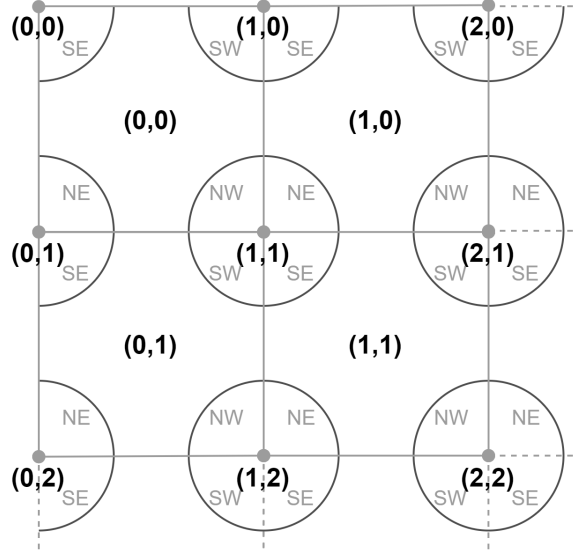 (0,0) (1,0) (2,0)
SE SW SE SW SE
(0,0) (1,0)
NE NW NE NW NE
(0,1) (1,1) (2,1)
SE SW SE SW SE
(0,1) (1,1)
NE NW NE NW NE
(0,2) (1,2) (2,2)
SE SW SE SW SE